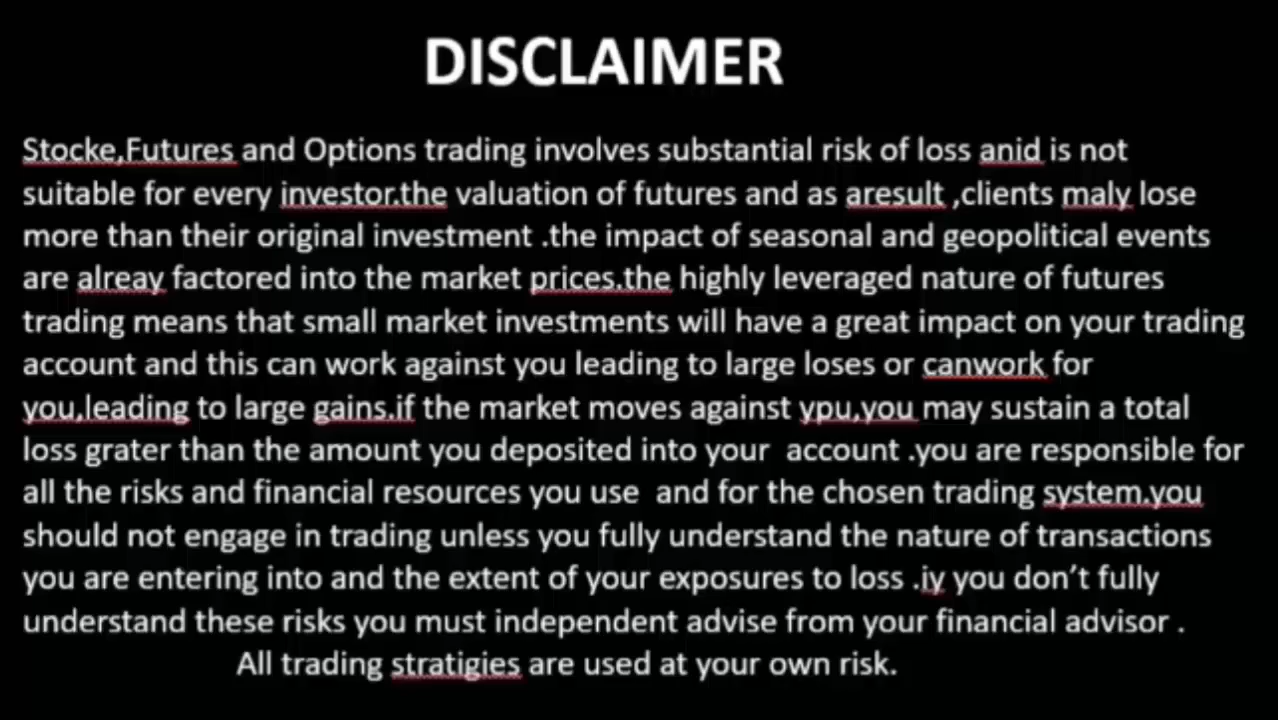 DISCLAIMER
Stocke,Futures and Options trading involves substantial risk of loss anid is not
suitable for every investor.the valuation of futures and as aresult ,clients maly lose
more than their original investment .the impact of seasonal and geopolitical events
are alreay factored into the market prices.the highly leveraged nature of futures
trading means that small market investments will have a great impact on your trading
account and this can work against you leading to large loses or canwork for
you,leading to large gains.if the market moves against ypu,you may sustain a total
loss grater than the amount you deposited into your  account .you are responsible for
all the risks and financial resources you use  and for the chosen trading system.you
should not engage in trading unless you fully understand the nature of transactions
you are entering into and the extent of your exposures to loss .iy you don’t fully
understand these risks you must independent advise from your financial advisor .
All trading stratigies are used at your own risk.